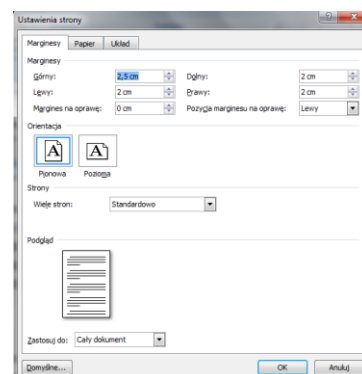 Ustawienia strony
Marginesy Papier Układ
Marginesy
Górny: 2,5 cm Dolny: 2 cm
Lewy: 2 cm Prawy: 2 cm
Margines na oprawę: 0 cm Pozycja marginesu na oprawę: Lewy
Orientacja
A A
Pionowa Pozioma
Strony
Wiele stron: Standardowo
Podgląd
Zastosuj do: Cały dokument
Domyślne... OK Anuluj